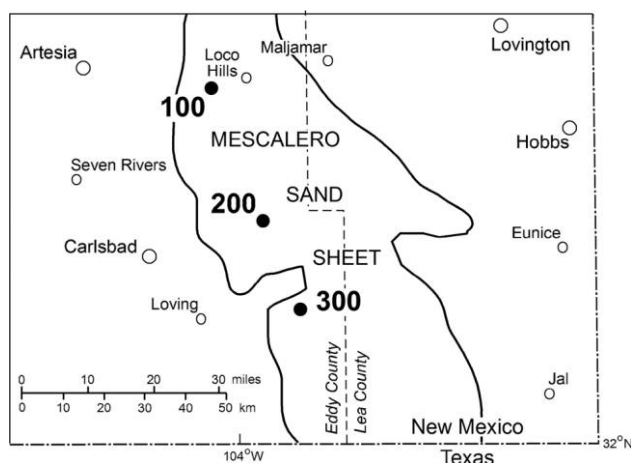 Artesia
Loco
Hills
Maljamar
Lovington
100
MESCALERO
Hobbs
Seven Rivers
200
SAND
Carlsbad
SHEET
Eunice
Loving
300
0 10 20 30 miles
0 10 20 30 40 50 km
Eddy County
Lea County
Jal
New Mexico
104°W
Texas
32°N